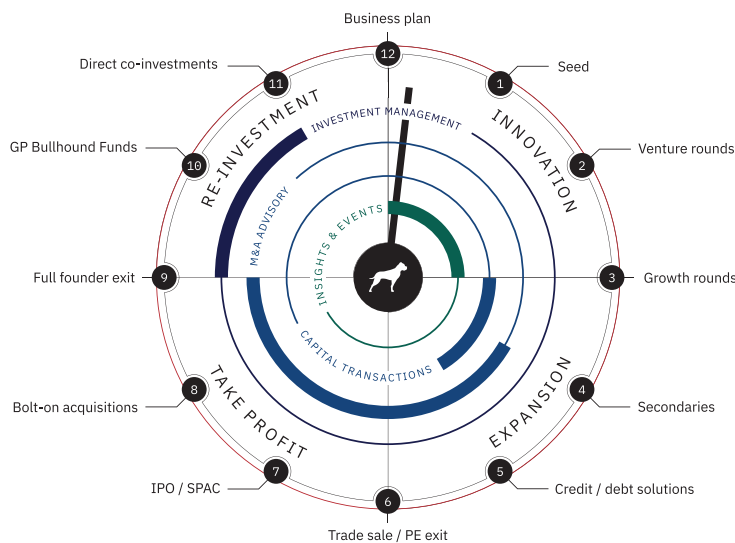 Business plan
12
Direct co-investments
11
1
Seed
RE-INVESTMENT
INVESTMENT MANAGEMENT
INNOVATION
GP Bullhound Funds
10
2
Venture rounds
M&A ADVISORY
INSIGHTS & EVENTS
Full founder exit
9
3
Growth rounds
CAPITAL TRANSACTIONS
TAKE PROFIT
EXPANSION
Bolt-on acquisitions
8
4
Secondaries
IPO / SPAC
7
5
Credit / debt solutions
6
Trade sale / PE exit